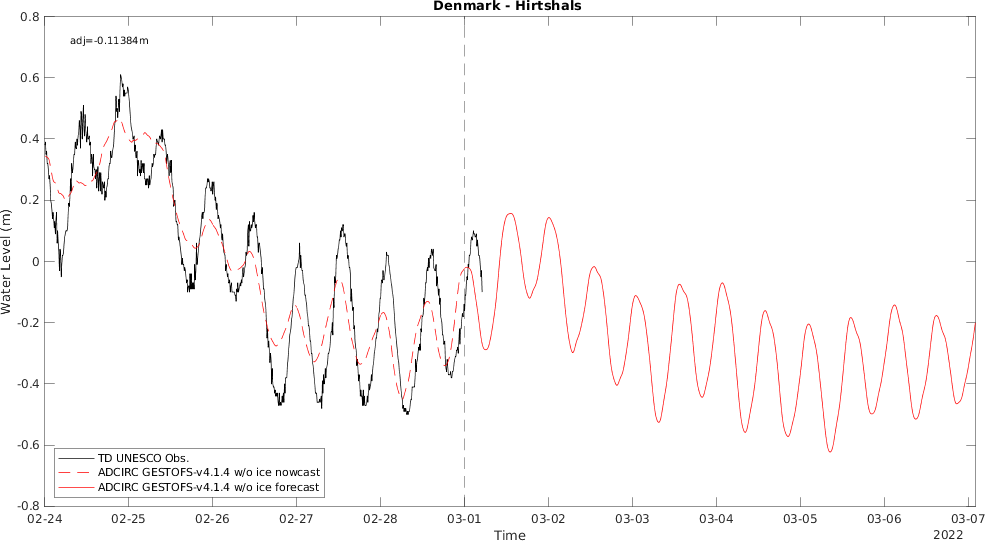 Denmark - Hirtshals
adj=-0.11384m
Water Level (m)
0.8
0.6
0.4
0.2
0
-0.2
-0.4
-0.6
-0.8
TD UNESCO Obs.
ADCIRC GESTOFS-v4.1.4 w/o ice nowcast
ADCIRC GESTOFS-v4.1.4 w/o ice forecast
02-24 02-25 02-26 02-27 02-28 03-01 03-02 03-03 03-04 03-05 03-06 03-07
Time
2022